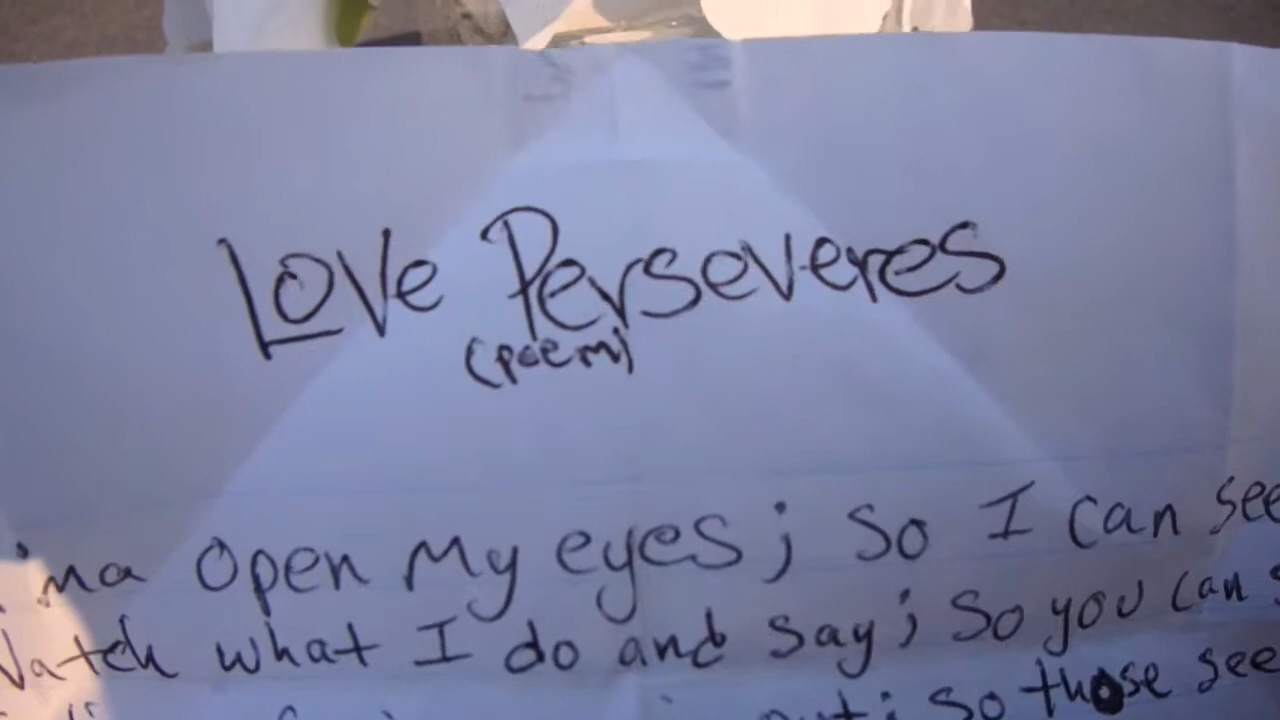 Love Perseveres
(poem)
'ma Open My eyes; so I can see
Watch what I do and say; so you can
so those see